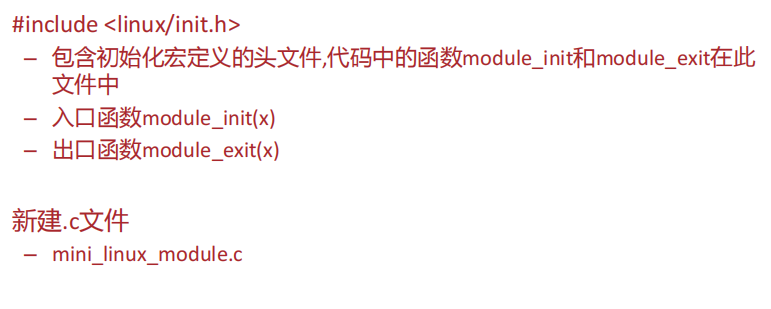 #include <linux/init.h>
– 包含初始化宏定义的头文件,代码中的函数module_init和module_exit在此
文件中
– 入口函数module_init(x)
– 出口函数module_exit(x)
新建.c文件
– mini_linux_module.c